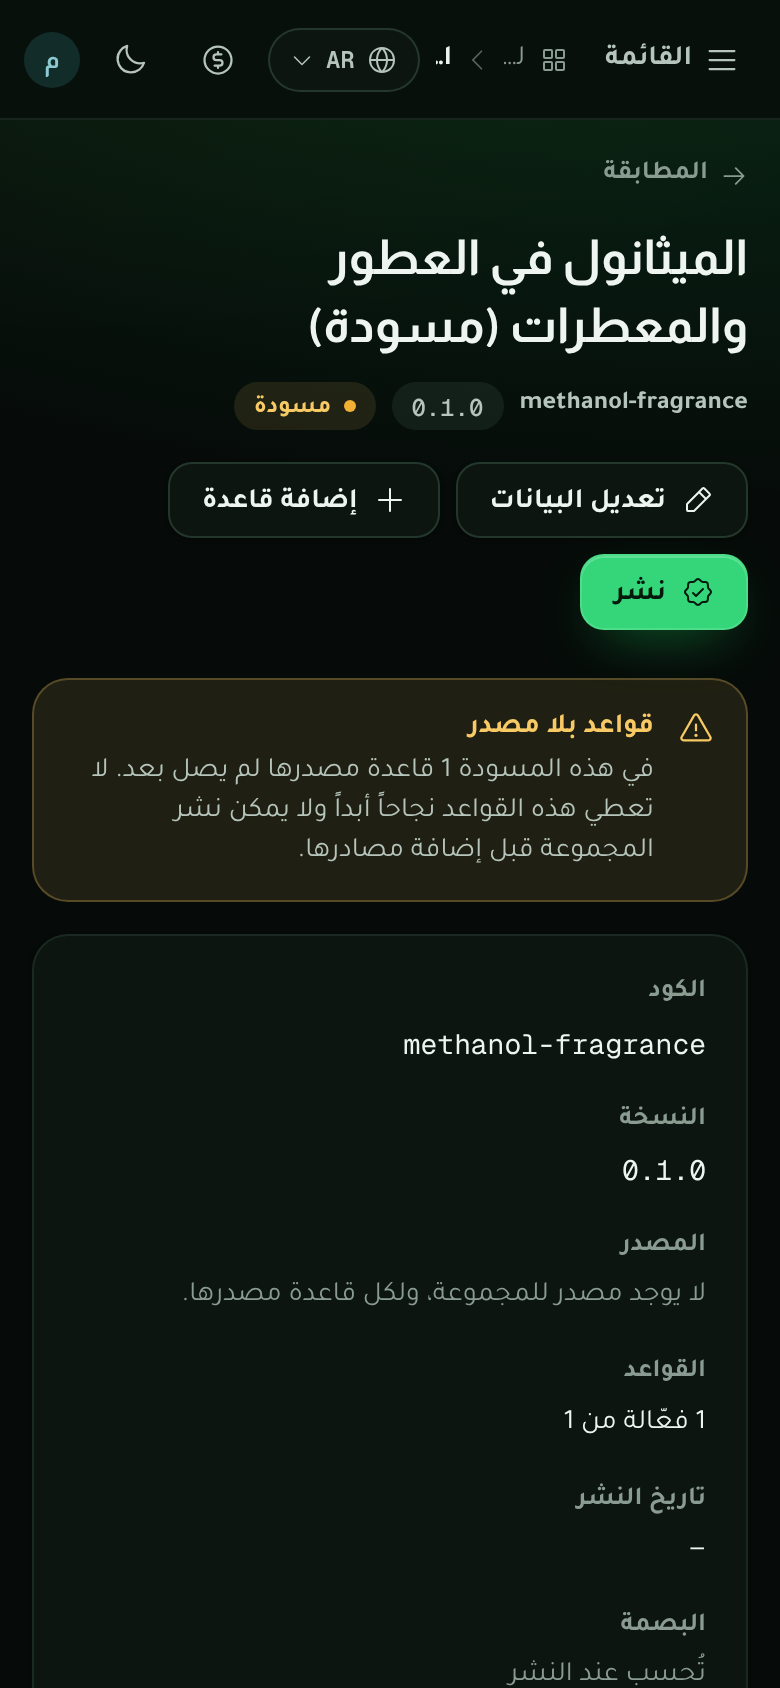 القائمة
ل...
ا..
AR
م
المطابقة
الميثانول في العطور
والمعطرات (مسودة)
methanol-fragrance
0.1.0
مسودة
تعديل البيانات
إضافة قاعدة
نشر
قواعد بلا مصدر
في هذه المسودة 1 قاعدة مصدرها لم يصل بعد. لا
تعطي هذه القواعد نجاحاً أبداً ولا يمكن نشر
المجموعة قبل إضافة مصادرها.
الكود
methanol-fragrance
النسخة
0.1.0
المصدر
لا يوجد مصدر للمجموعة، ولكل قاعدة مصدرها.
القواعد
1 فعّالة من 1
تاريخ النشر
–
البصمة
تُحسب عند النشر